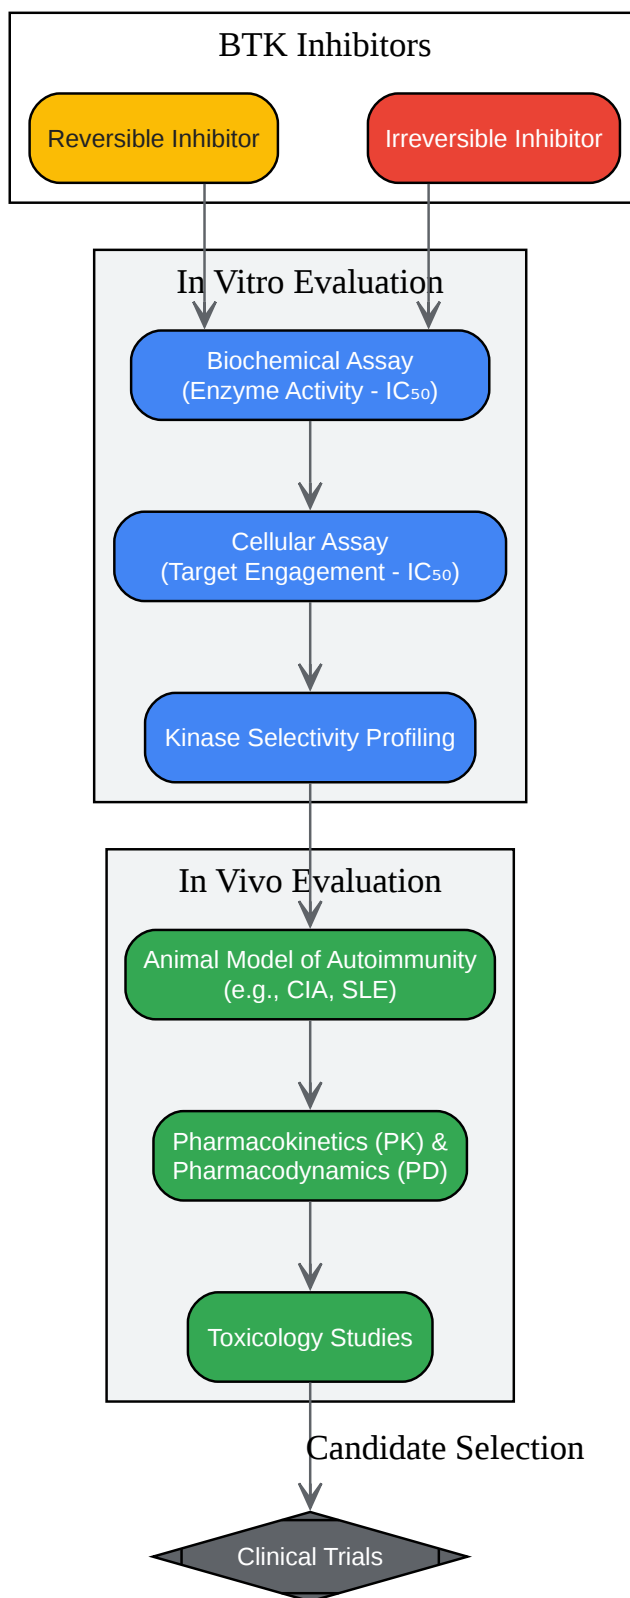 BTK Inhibitors
Reversible Inhibitor
Irreversible Inhibitor
In Vitro Evaluation
Biochemical Assay
(Enzyme Activity - IC₅₀)
Cellular Assay
(Target Engagement - IC₅₀)
Kinase Selectivity Profiling
In Vivo Evaluation
Animal Model of Autoimmunity
(e.g., CIA, SLE)
Pharmacokinetics (PK) &
Pharmacodynamics (PD)
Toxicology Studies
Candidate Selection
Clinical Trials